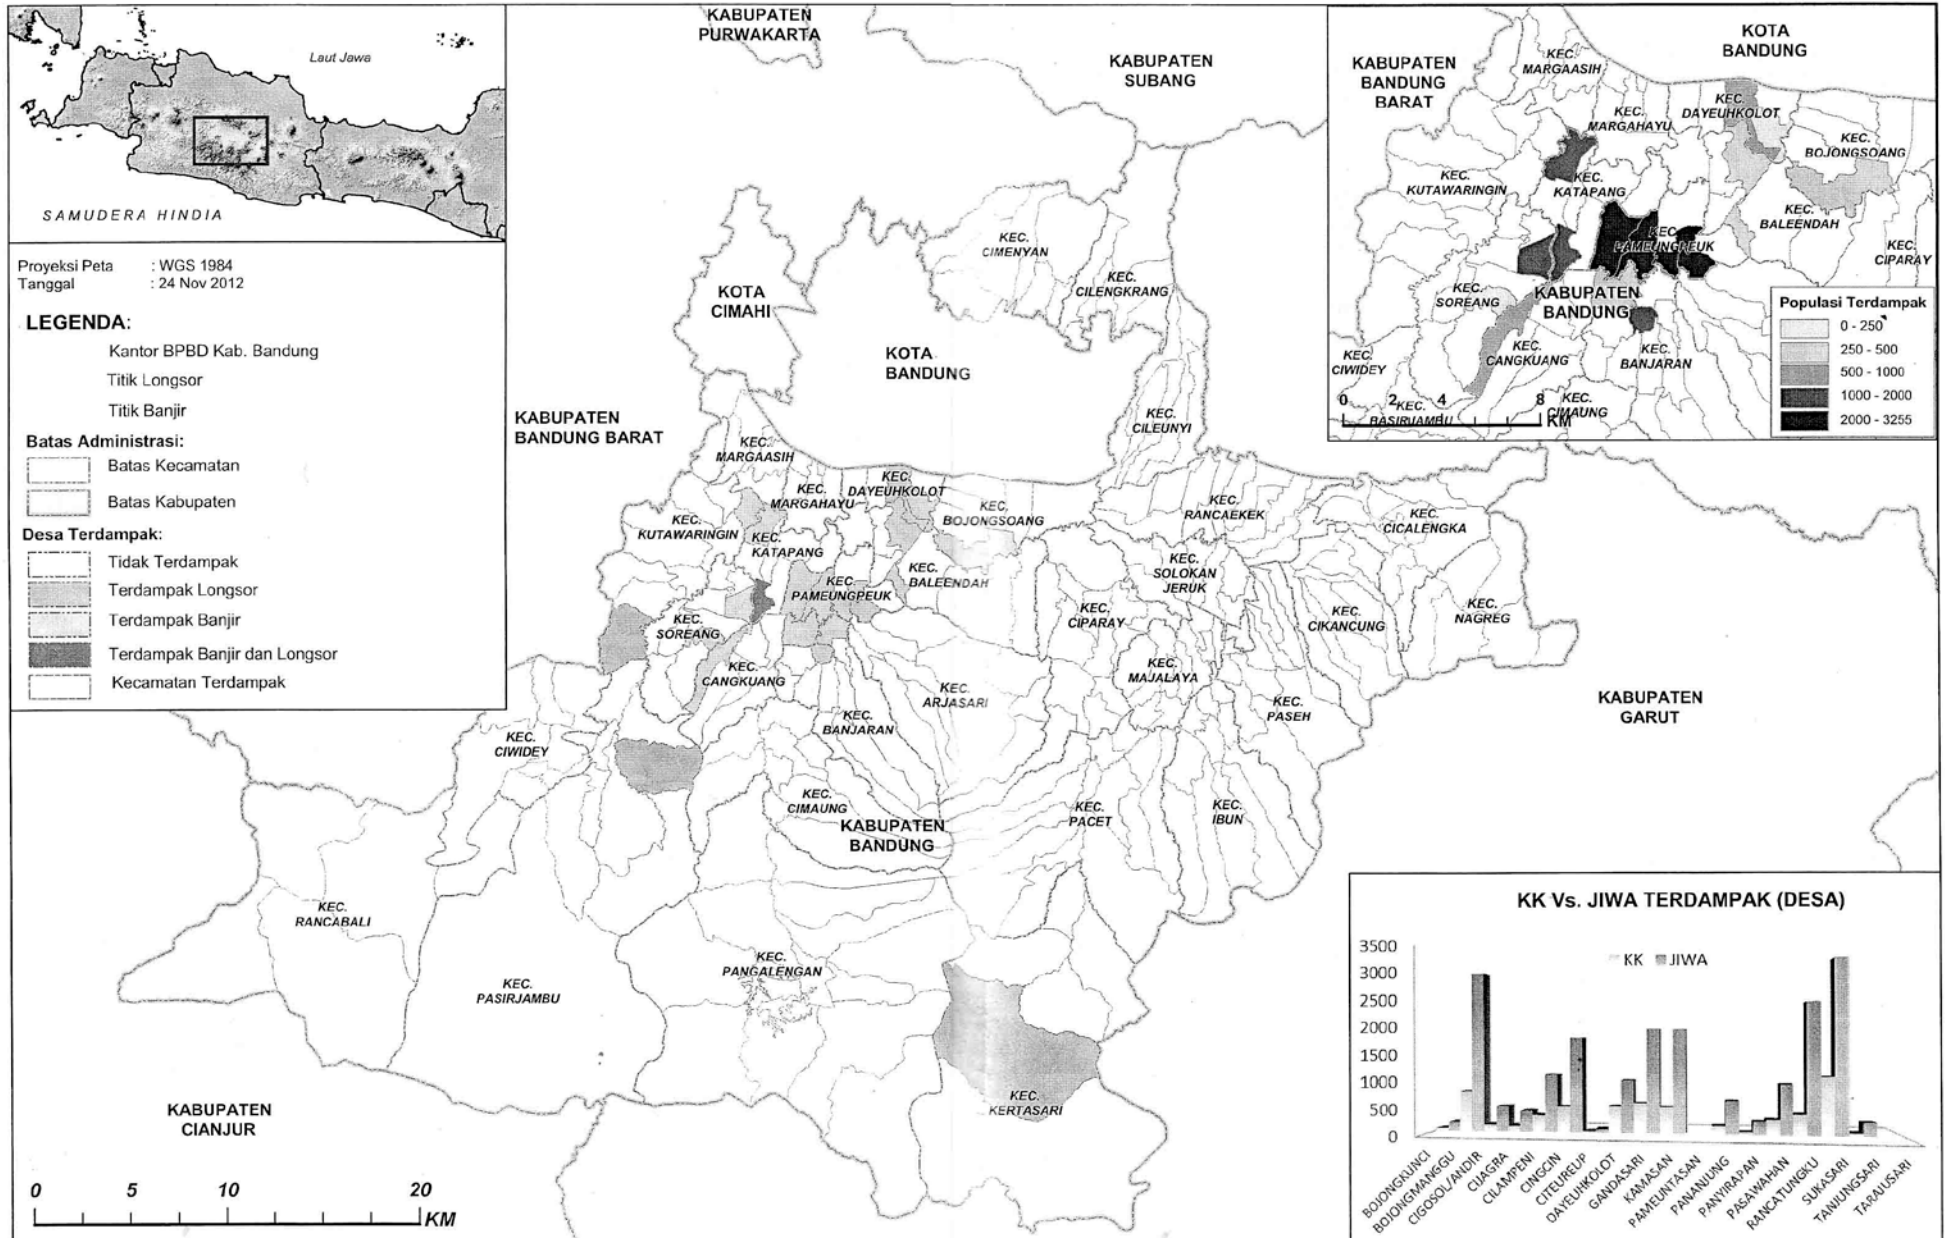 Laut Jawa
SAMUDERA HINDIA
Proyeksi Peta : WGS 1984
Tanggal : 24 Nov 2012
LEGENDA:
Kantor BPBD Kab. Bandung
Titik Longsor
Titik Banjir
Batas Administrasi:
Batas Kecamatan
Batas Kabupaten
Desa Terdampak:
Tidak Terdampak
Terdampak Longsor
Terdampak Banjir
Terdampak Banjir dan Longsor
Kecamatan Terdampak
KABUPATEN
PURWAKARTA
KABUPATEN
SUBANG
KOTA
CIMAHI
KOTA
BANDUNG
KABUPATEN
BANDUNG BARAT
KEC.
CIMENYAN
KEC.
CILENGKRANG
KEC.
CILEUNYI
KEC.
MARGAASIH
KEC.
MARGAHAYU
KEC.
DAYEUHKOLOT
KEC.
BOJONGSOANG
KEC.
KUTAWARINGIN
KEC.
KATAPANG
KEC.
RANCAEKEK
KEC.
CICALENGKA
KEC.
SOLOKAN
JERUK
KEC.
PAMEUNGPEUK
KEC.
BALEENDAH
KEC.
CIPARAY
KEC.
CIKANCUNG
KEC.
NAGREG
KEC.
SOREANG
KEC.
CANGKUANG
KEC.
MAJALAYA
KEC.
ARJASARI
KEC.
PASEH
KABUPATEN
GARUT
KEC.
BANJARAN
KEC.
CIWIDEY
KEC.
CIMAUNG
KABUPATEN
BANDUNG
KEC.
PACET
KEC.
IBUN
KEC.
RANCABALI
KEC.
PASIRJAMBU
KEC.
PANGALENGAN
KEC.
KERTASARI
KABUPATEN
CIANJUR
0 5 10 20
KM
KOTA
BANDUNG
KABUPATEN
BANDUNG
BARAT
KEC.
MARGAASIH
KEC.
MARGAHAYU
KEC.
DAYEUHKOLOT
KEC.
BOJONGSOANG
KEC.
KUTAWARINGIN
KEC.
KATAPANG
KEC.
BALEENDAH
KEC.
PAMEUNGPEUK
KEC.
CIPARAY
KEC.
SOREANG
KABUPATEN
BANDUNG
KEC.
CANGKUANG
KEC.
BANJARAN
KEC.
CIWIDEY
KEC.
CIMAUNG
KEC.
PASIRJAMBU
0 2 4 8
KM
Populasi Terdampak
0 - 250
250 - 500
500 - 1000
1000 - 2000
2000 - 3255
KK Vs. JIWA TERDAMPAK (DESA)
KK JIWA
3500
3000
2500
2000
1500
1000
500
0
BOJONGKUNCI
BOJONGMANGGU
CIGOSOL/ANDIR
CUAGRA
CILAMPENI
CINGCIN
CITEUREUP
DAYEUHKOLOT
GANDASARI
KAMASAN
PAMEUNTASAN
PANANJUNG
PANYIRAPAN
PASAWAHAN
RANCATUNGKU
SUKASARI
TANJUNGSARI
TARAJUSARI